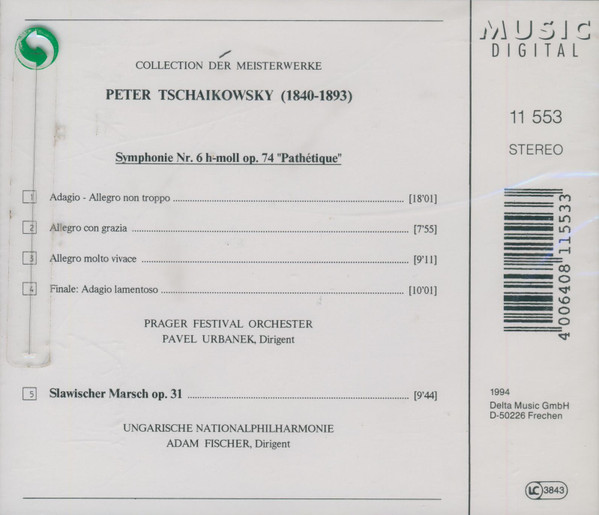 COLLECTION DER MEISTERWERKE
PETER TSCHAIKOWSKY (1840-1893)
Symphonie Nr. 6 h-moll op. 74 "Pathétique"
1 Adagio - Allegro non troppo [18'01]
2 Allegro con grazia [7'55]
3 Allegro molto vivace [9'11]
4 Finale: Adagio lamentoso [10'01]
PRAGER FESTIVAL ORCHESTER
PAVEL URBANEK, Dirigent
5 Slawischer Marsch op. 31 [9'44]
UNGARISCHE NATIONALPHILHARMONIE
ADAM FISCHER, Dirigent
MUSIC
DIGITAL
11 553
STEREO
4006408115533
1994
Delta Music GmbH
D-50226 Frechen
LC 3843